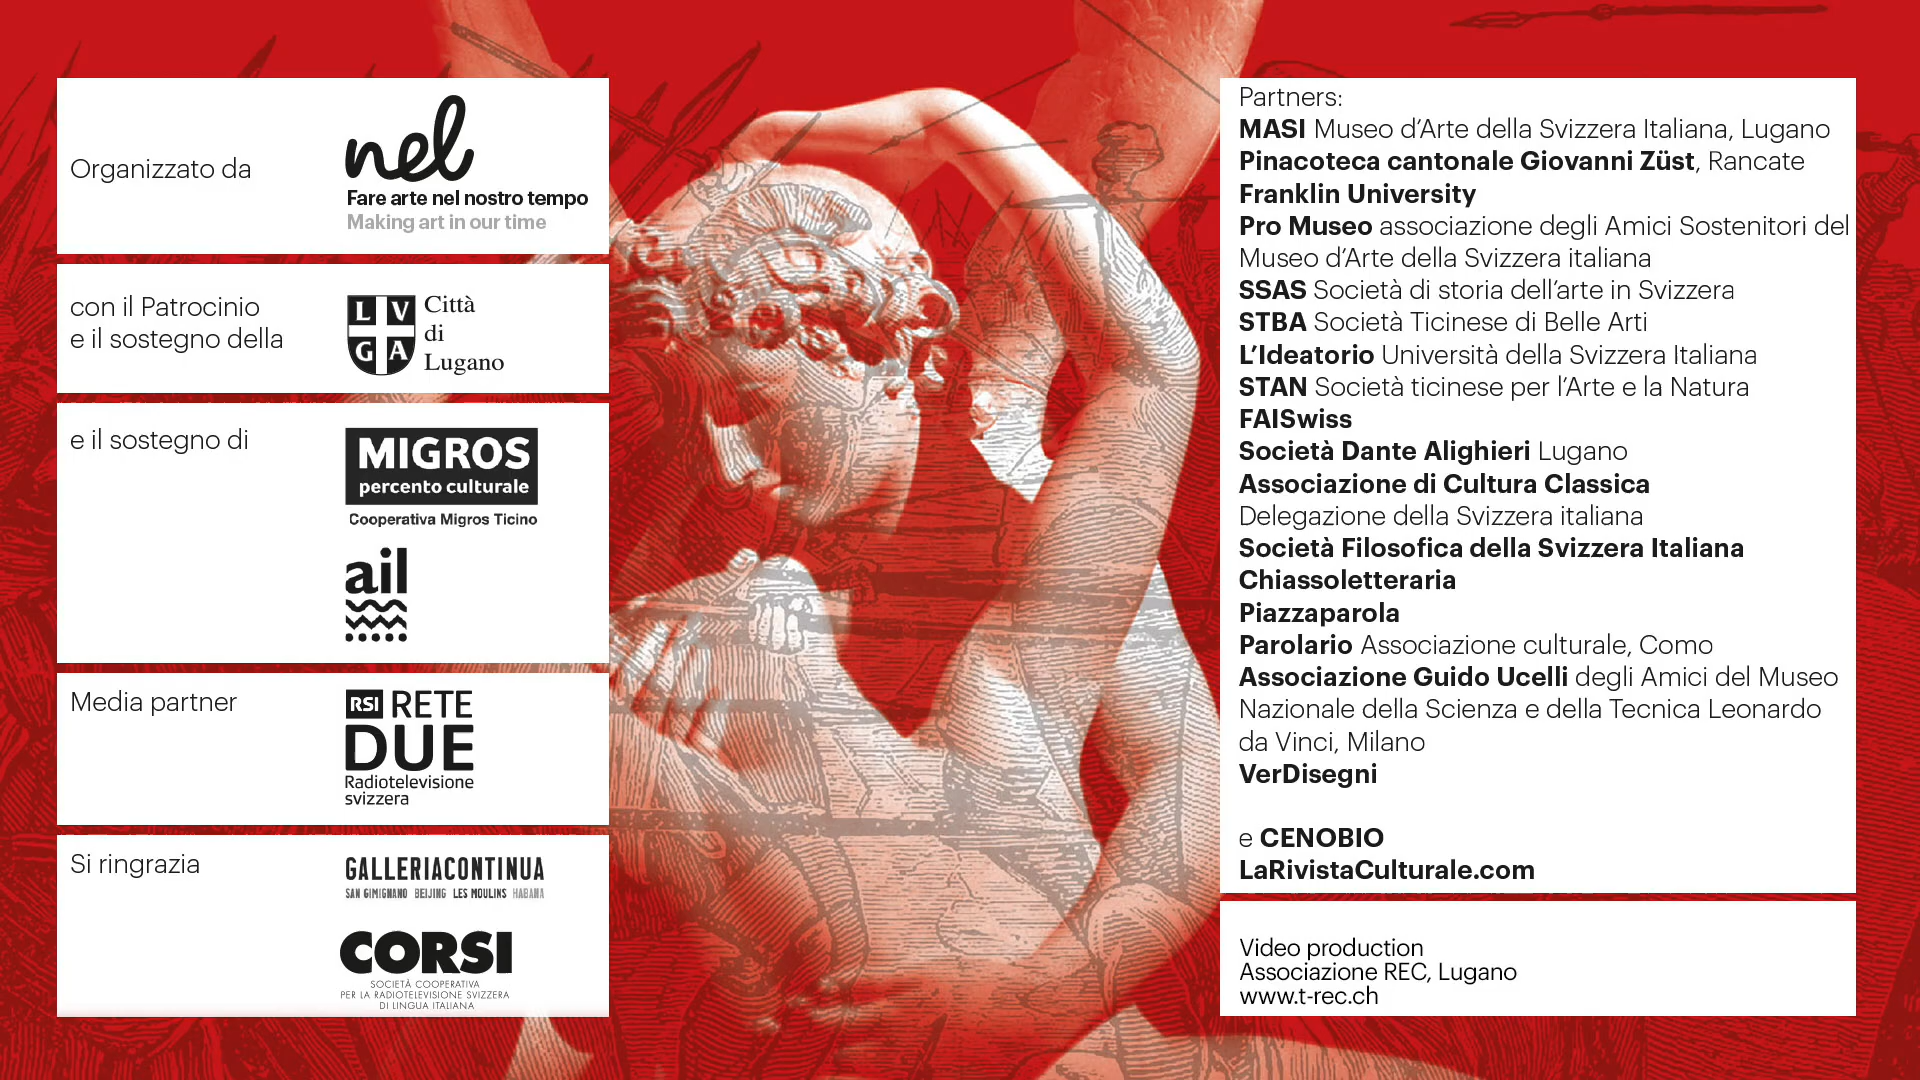 Organizzato da
nel
Fare arte nel nostro tempo
Making art in our time
con il Patrocinio
e il sostegno della
LV
GA
Città
di
Lugano
e il sostegno di
MIGROS
percento culturale
Cooperativa Migros Ticino
ail
Media partner
RSI RETE
DUE
Radiotelevisione
svizzera
Si ringrazia
GALLERIACONTINUA
SAN GIMIGNANO BEIJING LES MOULINS HABANA
CORSI
SOCIETÀ COOPERATIVA
PER LA RADIOTELEVISIONE SVIZZERA
DI LINGUA ITALIANA
Partners:
MASI Museo d’Arte della Svizzera Italiana, Lugano
Pinacoteca cantonale Giovanni Züst, Rancate
Franklin University
Pro Museo associazione degli Amici Sostenitori del
Museo d’Arte della Svizzera italiana
SSAS Società di storia dell’arte in Svizzera
STBA Società Ticinese di Belle Arti
L’Ideatorio Università della Svizzera Italiana
STAN Società ticinese per l’Arte e la Natura
FAISwiss
Società Dante Alighieri Lugano
Associazione di Cultura Classica
Delegazione della Svizzera italiana
Società Filosofica della Svizzera Italiana
Chiassoletteraria
Piazzaparola
Parolario Associazione culturale, Como
Associazione Guido Ucelli degli Amici del Museo
Nazionale della Scienza e della Tecnica Leonardo
da Vinci, Milano
VerDisegni
e CENOBIO
LaRivistaCulturale.com
Video production
Associazione REC, Lugano
www.t-rec.ch